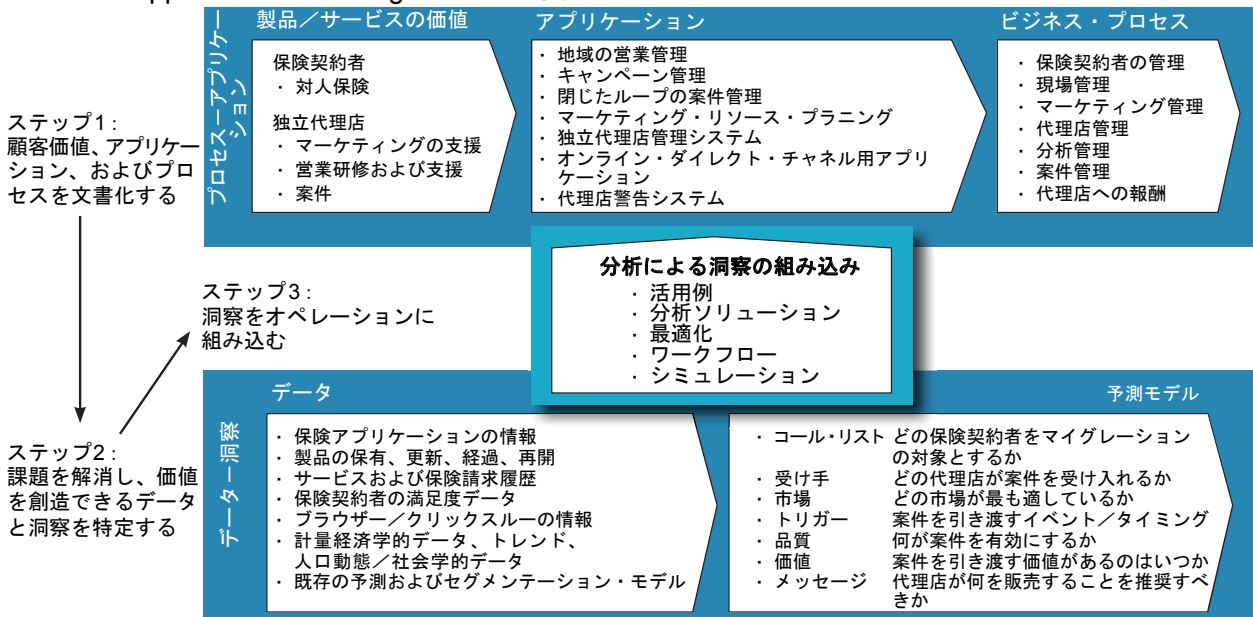 製品／サービスの価値
アプリケーション
ビジネス・プロセス
プロセスーアプリケー
ション
保険契約者
・ 対人保険
独立代理店
・ マーケティングの支援
・ 営業研修および支援
・ 案件
・ 地域の営業管理
・ キャンペーン管理
・ 閉じたループの案件管理
・ マーケティング・リソース・プラニング
・ 独立代理店管理システム
・ オンライン・ダイレクト・チャネル用アプリ
ケーション
・ 代理店警告システム
・ 保険契約者の管理
・ 現場管理
・ マーケティング管理
・ 代理店管理
・ 分析管理
・ 案件管理
・ 代理店への報酬
ステップ1：
顧客価値、アプリケー
ション、およびプロ
セスを文書化する
分析による洞察の組み込み
・ 活用例
・ 分析ソリューション
・ 最適化
・ ワークフロー
・ シミュレーション
ステップ3：
洞察をオペレーションに
組み込む
ステップ2：
課題を解消し、価値
を創造できるデータ
と洞察を特定する
データー洞察
データ
予測モデル
・ 保険アプリケーションの情報
・ 製品の保有、更新、経過、再開
・ サービスおよび保険請求履歴
・ 保険契約者の満足度データ
・ ブラウザー／クリックスルーの情報
・ 計量経済学的データ、トレンド、
人口動態／社会学的データ
・ 既存の予測およびセグメンテーション・モデル
・ コール・リスト どの保険契約者をマイグレーション
の対象とするか
・ 受け手 どの代理店が案件を受け入れるか
・ 市場 どの市場が最も適しているか
・ トリガー 案件を引き渡すイベント／タイミング
・ 品質 何が案件を有効にするか
・ 価値 案件を引き渡す価値があるのはいつか
・ メッセージ 代理店が何を販売することを推奨すべ
きか